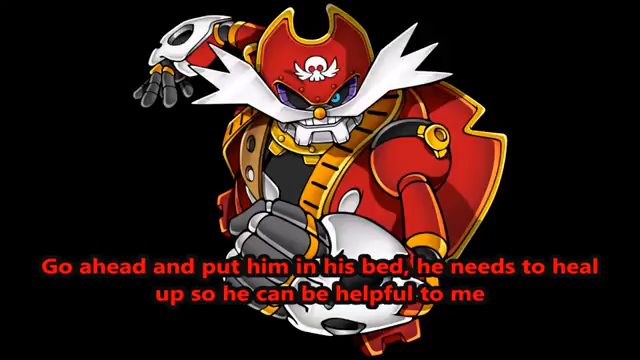 Go ahead and put him in his bed, he needs to heal
up so he can be helpful to me